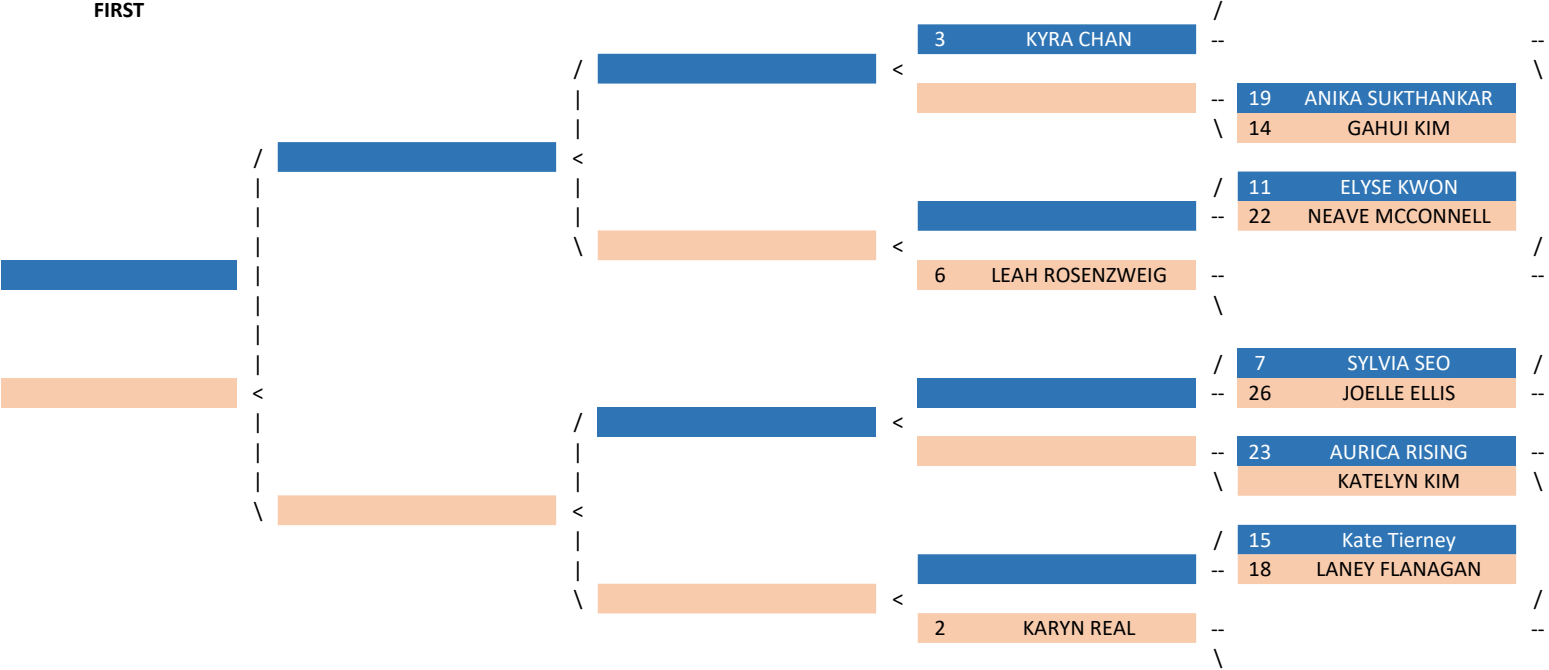 FIRST
3 KYRA CHAN
19 ANIKA SUKTHANKAR
14 GAHUI KIM
11 ELYSE KWON
22 NEAVE MCCONNELL
6 LEAH ROSENZWEIG
7 SYLVIA SEO
26 JOELLE ELLIS
23 AURICA RISING
KATELYN KIM
15 Kate Tierney
18 LANEY FLANAGAN
2 KARYN REAL